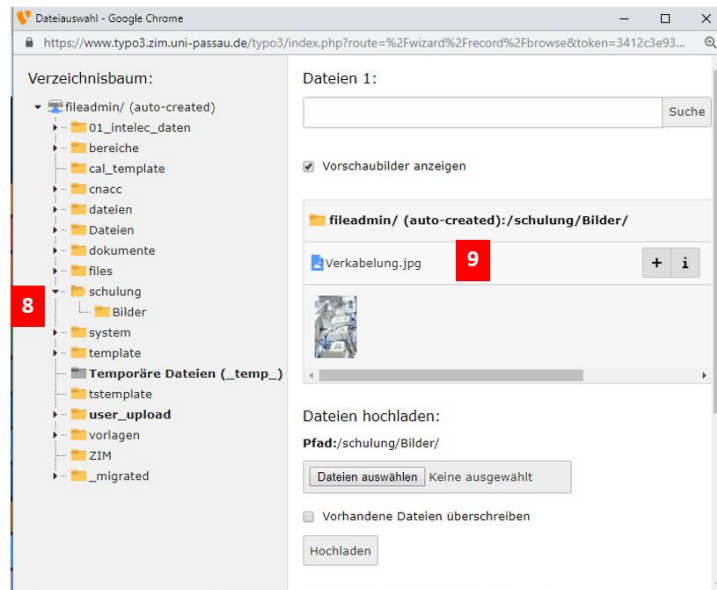 Dateiauswahl - Google Chrome
https://www.typo3.zim.uni-passau.de/typo3/index.php?route=%2Fwizard%2Frecord%2Fbrowse&token=3412c3e93...
Verzeichnisbaum:
fileadmin/ (auto-created)
01_intelec_daten
bereiche
cal_template
cnacc
dateien
Dateien
dokumente
files
8
schulung
Bilder
system
template
Temporäre Dateien (_temp_)
tstemplate
user_upload
vorlagen
ZIM
_migrated
Dateien 1:
Suche
Vorschaubilder anzeigen
fileadmin/ (auto-created):/schulung/Bilder/
Verkabelung.jpg 9 + i
Dateien hochladen:
Pfad:/schulung/Bilder/
Dateien auswählen Keine ausgewählt
Vorhandene Dateien überschreiben
Hochladen